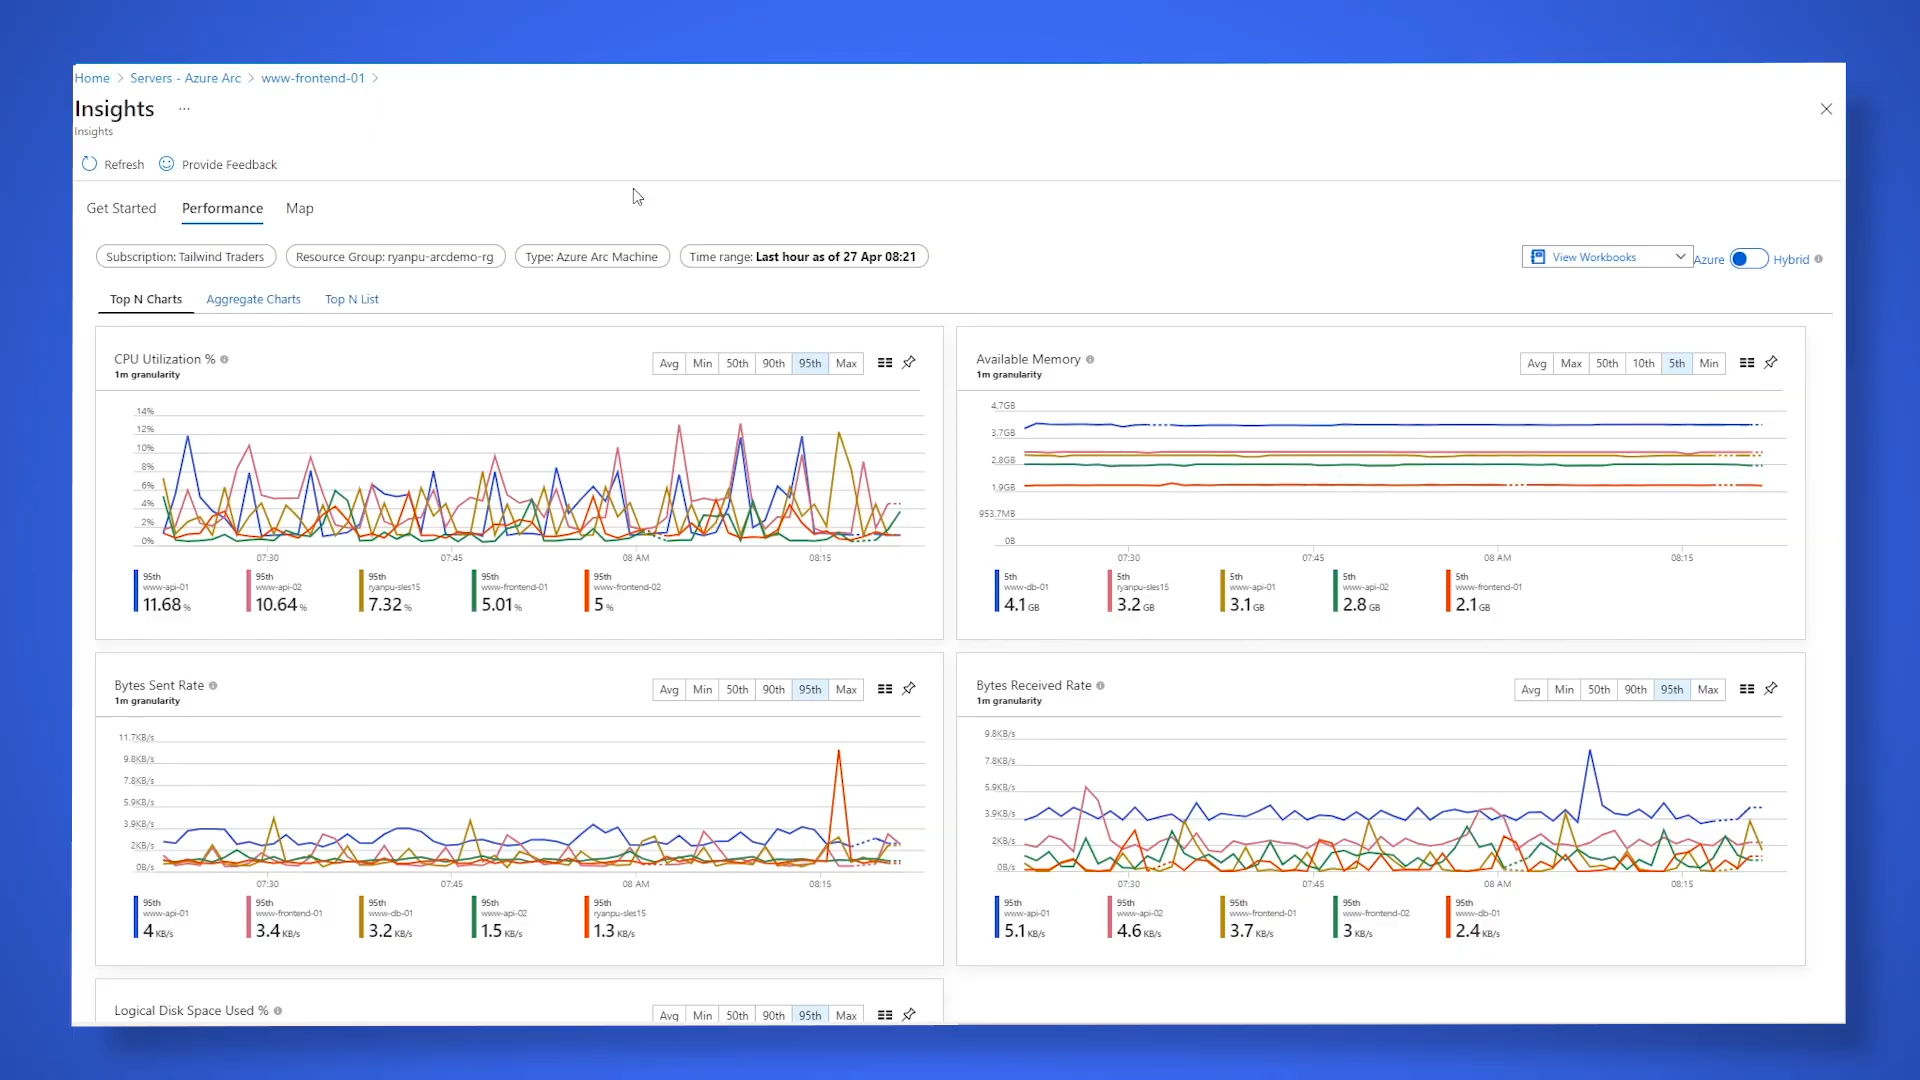 Home > Servers - Azure Arc > www-frontend-01 >
Insights ...
Insights
Refresh Provide Feedback
Get Started Performance Map
Subscription: Tailwind Traders Resource Group: ryanpu-arcdemo-rg Type: Azure Arc Machine Time range: Last hour as of 27 Apr 08:21 View Workbooks Azure Hybrid
Top N Charts Aggregate Charts Top N List
CPU Utilization %
1m granularity
Avg Min 50th 90th 95th Max
14%
12%
10%
8%
6%
4%
2%
0%
07:30 07:45 08 AM 08:15
95th 95th 95th 95th 95th
www-api-01 www-api-02 ryanpu-sles15 www-frontend-01 www-frontend-02
11.68 % 10.64 % 7.32 % 5.01 % 5 %
Available Memory
1m granularity
Avg Max 50th 10th 5th Min
4.7GB
3.7GB
2.8GB
1.9GB
953.7MB
0B
07:30 07:45 08 AM 08:15
5th 5th 5th 5th 5th
www-db-01 ryanpu-sles15 www-api-01 www-api-02 www-frontend-01
4.1 GB 3.2 GB 3.1 GB 2.8 GB 2.1 GB
Bytes Sent Rate
1m granularity
Avg Min 50th 90th 95th Max
11.7KB/s
9.8KB/s
7.8KB/s
5.9KB/s
3.9KB/s
2KB/s
0B/s
07:30 07:45 08 AM 08:15
95th 95th 95th 95th 95th
www-api-01 www-frontend-01 www-db-01 www-api-02 ryanpu-sles15
4 KB/s 3.4 KB/s 3.2 KB/s 1.5 KB/s 1.3 KB/s
Bytes Received Rate
1m granularity
Avg Min 50th 90th 95th Max
9.8KB/s
7.8KB/s
5.9KB/s
3.9KB/s
2KB/s
0B/s
07:30 07:45 08 AM 08:15
95th 95th 95th 95th 95th
www-api-01 www-api-02 www-frontend-01 www-frontend-02 www-db-01
5.1 KB/s 4.6 KB/s 3.7 KB/s 3 KB/s 2.4 KB/s
Logical Disk Space Used %
Avg Min 50th 90th 95th Max